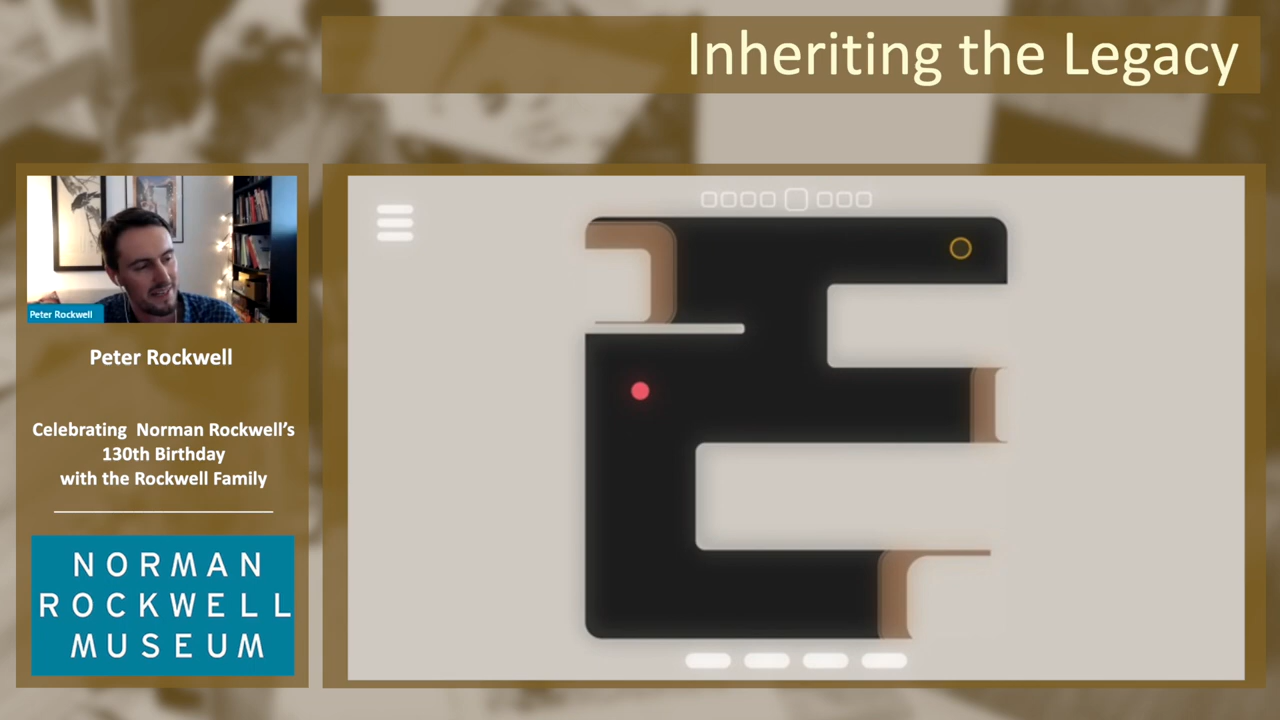 Inheriting the Legacy
Peter Rockwell
Peter Rockwell
Celebrating Norman Rockwell's
130th Birthday
with the Rockwell Family
NORMAN
ROCKWELL
MUSEUM